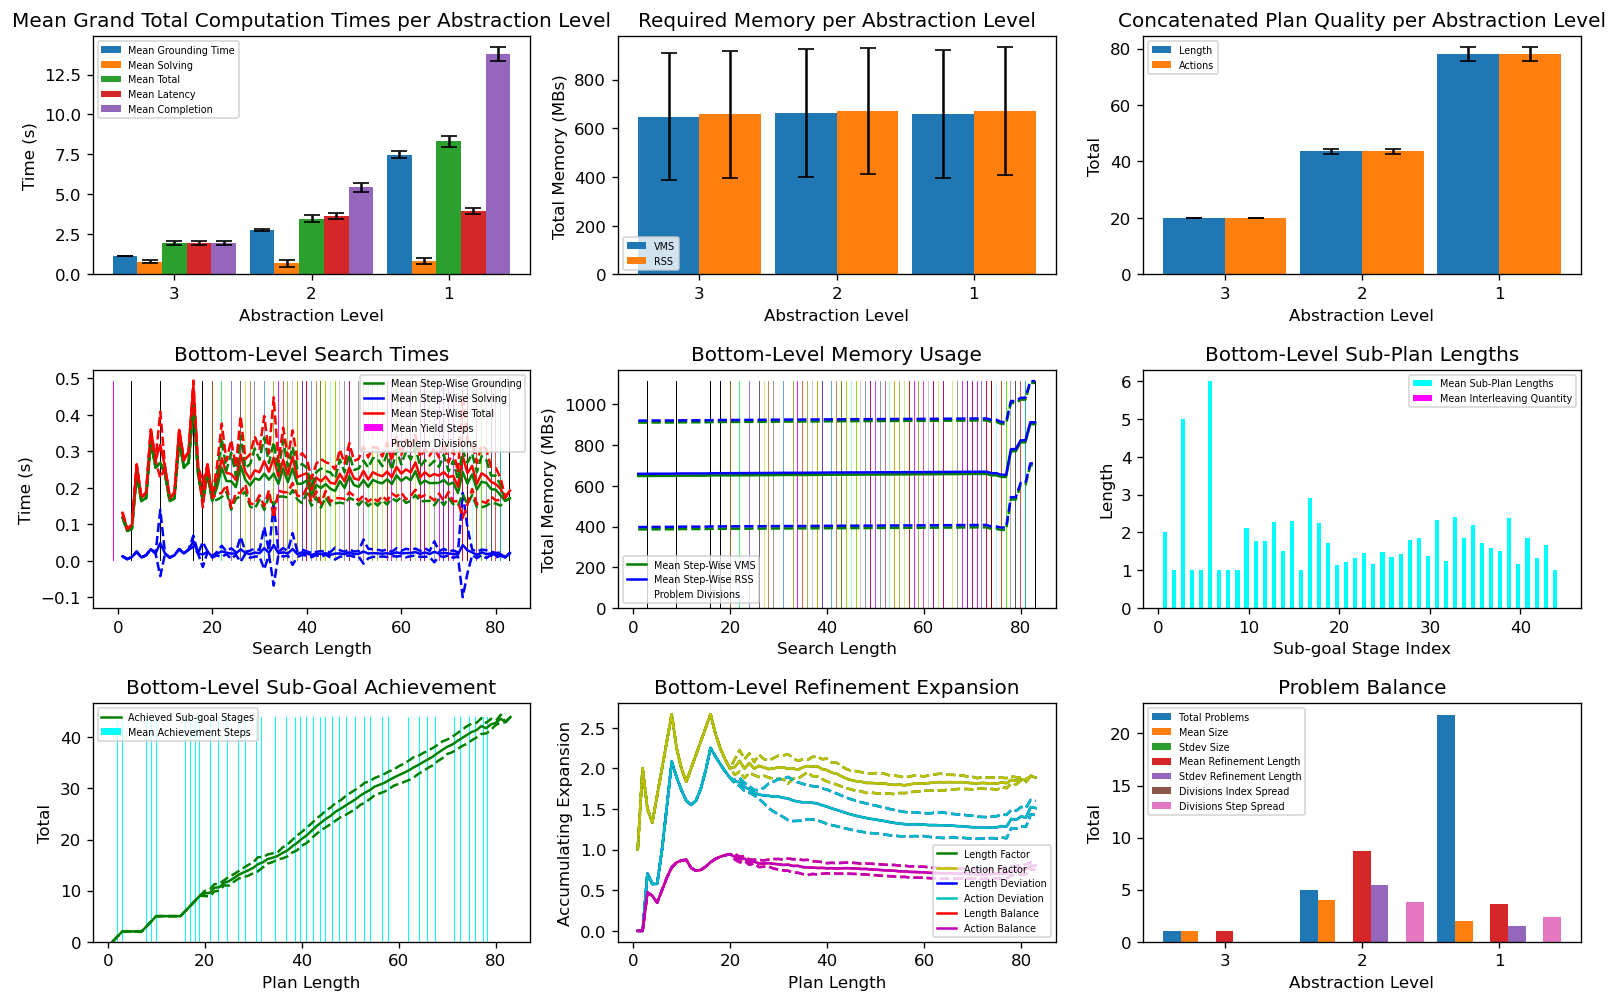 Mean Grand Total Computation Times per Abstraction Level
Time (s)
12.5
10.0
7.5
5.0
2.5
0.0
Mean Grounding Time
Mean Solving
Mean Total
Mean Latency
Mean Completion
3 2 1
Abstraction Level
Required Memory per Abstraction Level
Total Memory (MBs)
800
600
400
200
0
VMS
RSS
3 2 1
Abstraction Level
Concatenated Plan Quality per Abstraction Level
Total
80
60
40
20
0
Length
Actions
3 2 1
Abstraction Level
Bottom-Level Search Times
Time (s)
0.5
0.4
0.3
0.2
0.1
0.0
−0.1
Mean Step-Wise Grounding
Mean Step-Wise Solving
Mean Step-Wise Total
Mean Yield Steps
Problem Divisions
0 20 40 60 80
Search Length
Bottom-Level Memory Usage
Total Memory (MBs)
1000
800
600
400
200
0
Mean Step-Wise VMS
Mean Step-Wise RSS
Problem Divisions
0 20 40 60 80
Search Length
Bottom-Level Sub-Plan Lengths
Length
6
5
4
3
2
1
0
Mean Sub-Plan Lengths
Mean Interleaving Quantity
0 10 20 30 40
Sub-goal Stage Index
Bottom-Level Sub-Goal Achievement
Total
40
30
20
10
0
Achieved Sub-goal Stages
Mean Achievement Steps
0 20 40 60 80
Plan Length
Bottom-Level Refinement Expansion
Accumulating Expansion
2.5
2.0
1.5
1.0
0.5
0.0
Length Factor
Action Factor
Length Deviation
Action Deviation
Length Balance
Action Balance
0 20 40 60 80
Plan Length
Problem Balance
Total
20
15
10
5
0
Total Problems
Mean Size
Stdev Size
Mean Refinement Length
Stdev Refinement Length
Divisions Index Spread
Divisions Step Spread
3 2 1
Abstraction Level